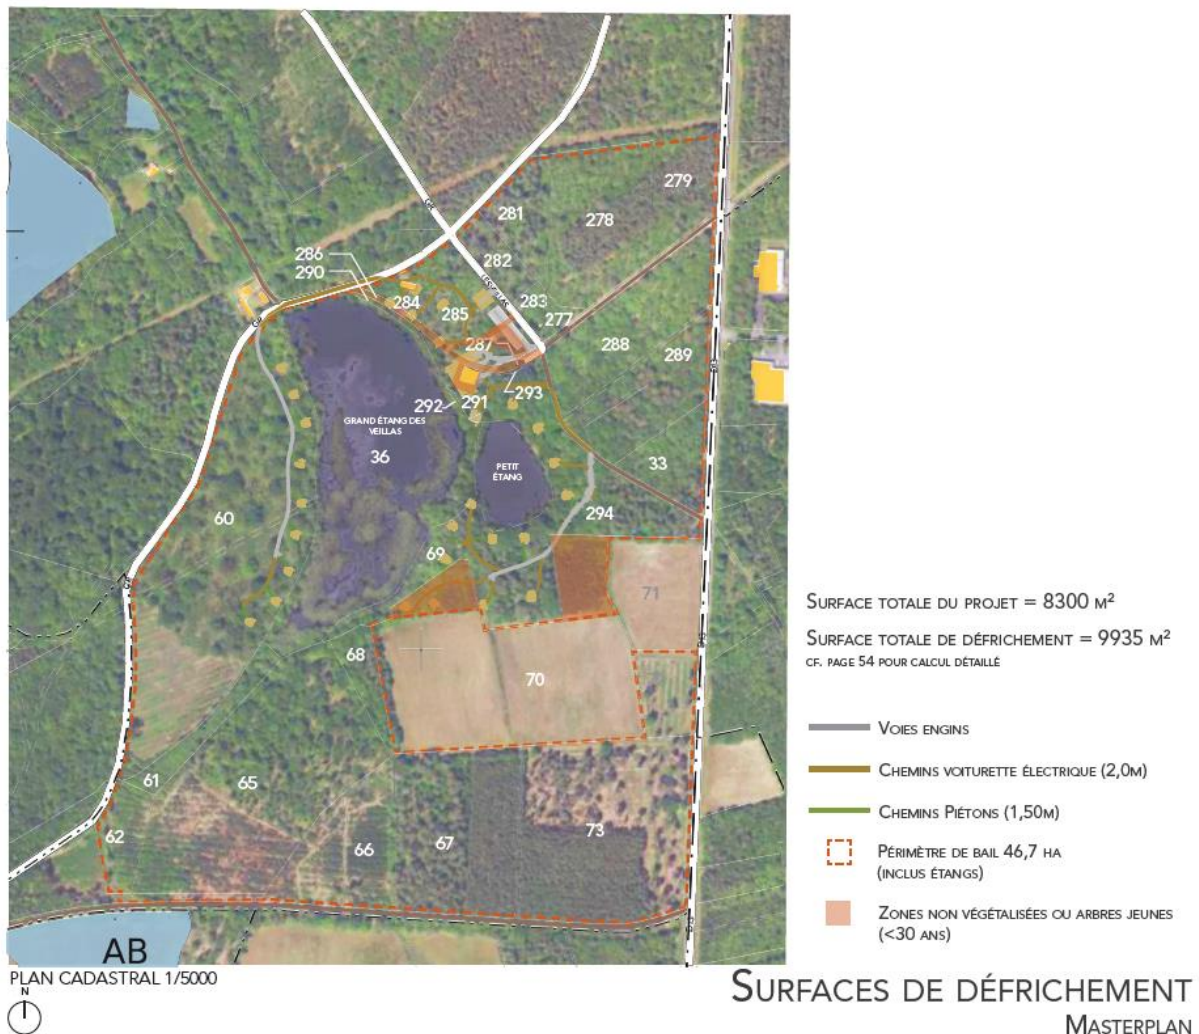 279
281
278
282
286
290
284
LES VEILLAS
283
285
277
287
288
289
292
291
293
GRAND ÉTANG DES
VEILLAS
36
PETIT
ÉTANG
33
60
294
69
71
68
70
61
65
62
66
67
73
AB
PLAN CADASTRAL 1/5000
N
SURFACE TOTALE DU PROJET = 8300 M²
SURFACE TOTALE DE DÉFRICHEMENT = 9935 M²
CF. PAGE 54 POUR CALCUL DÉTAILLÉ
VOIES ENGINS
CHEMINS VOITURETTE ÉLECTRIQUE (2,0M)
CHEMINS PIÉTONS (1,50M)
PÉRIMÈTRE DE BAIL 46,7 HA
(INCLUS ÉTANGS)
ZONES NON VÉGÉTALISÉES OU ARBRES JEUNES
(<30 ANS)
SURFACES DE DÉFRICHEMENT
MASTERPLAN